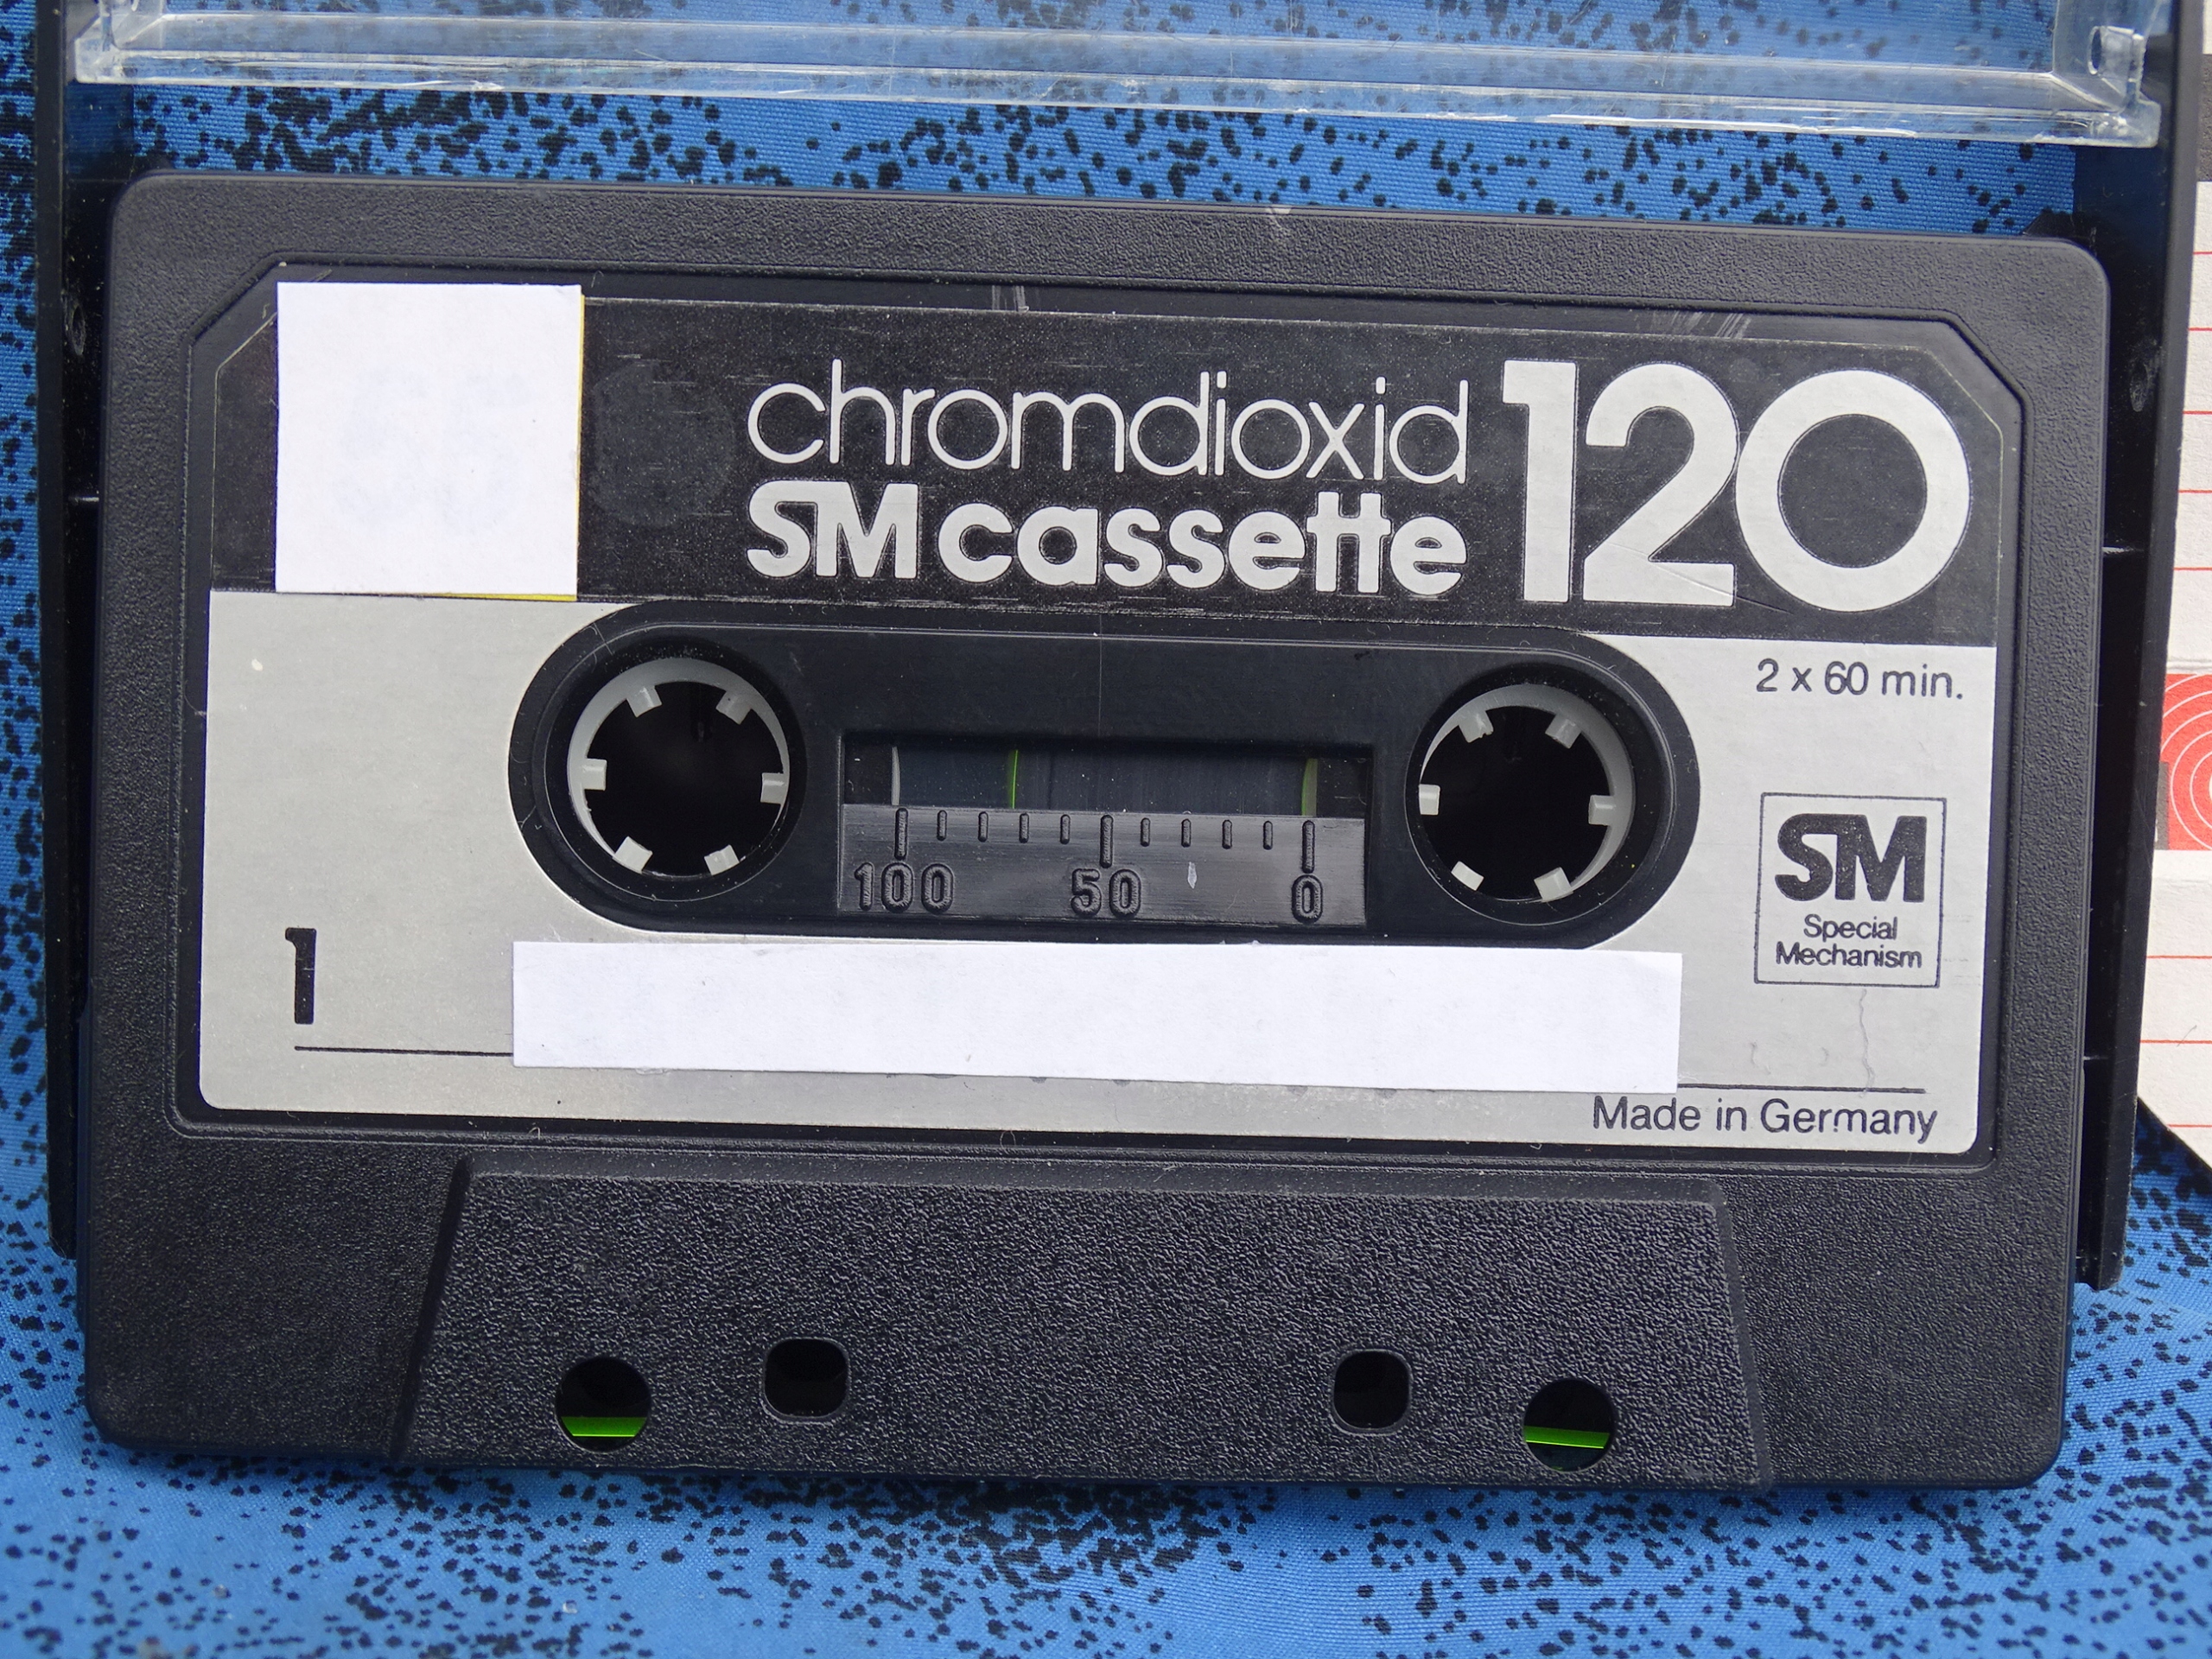 chromdioxid
SM cassette
120
2 x 60 min.
100 50 0
SM
Special
Mechanism
1
Made in Germany